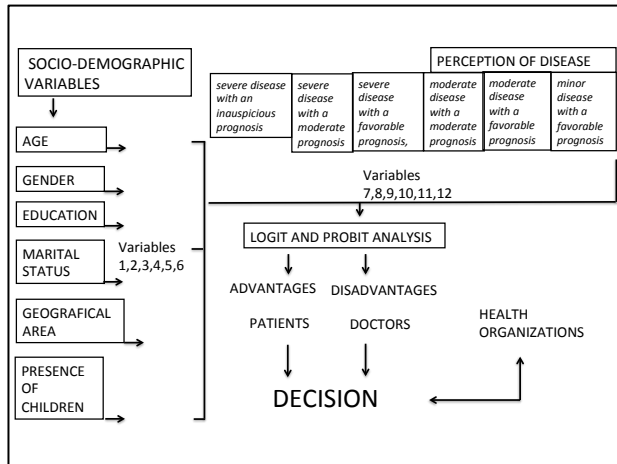 SOCIO-DEMOGRAPHIC
VARIABLES
AGE
GENDER
EDUCATION
MARITAL
STATUS
GEOGRAFICAL
AREA
PRESENCE
OF
CHILDREN
Variables
1,2,3,4,5,6
PERCEPTION OF DISEASE
severe disease
with an
inauspicious
prognosis
severe
disease
with a
moderate
prognosis
severe
disease
with a
favorable
prognosis,
moderate
disease
with a
moderate
prognosis
moderate
disease
with a
favorable
prognosis
minor
disease
with a
favorable
prognosis
Variables
7,8,9,10,11,12
LOGIT AND PROBIT ANALYSIS
ADVANTAGES
DISADVANTAGES
PATIENTS
DOCTORS
HEALTH
ORGANIZATIONS
DECISION